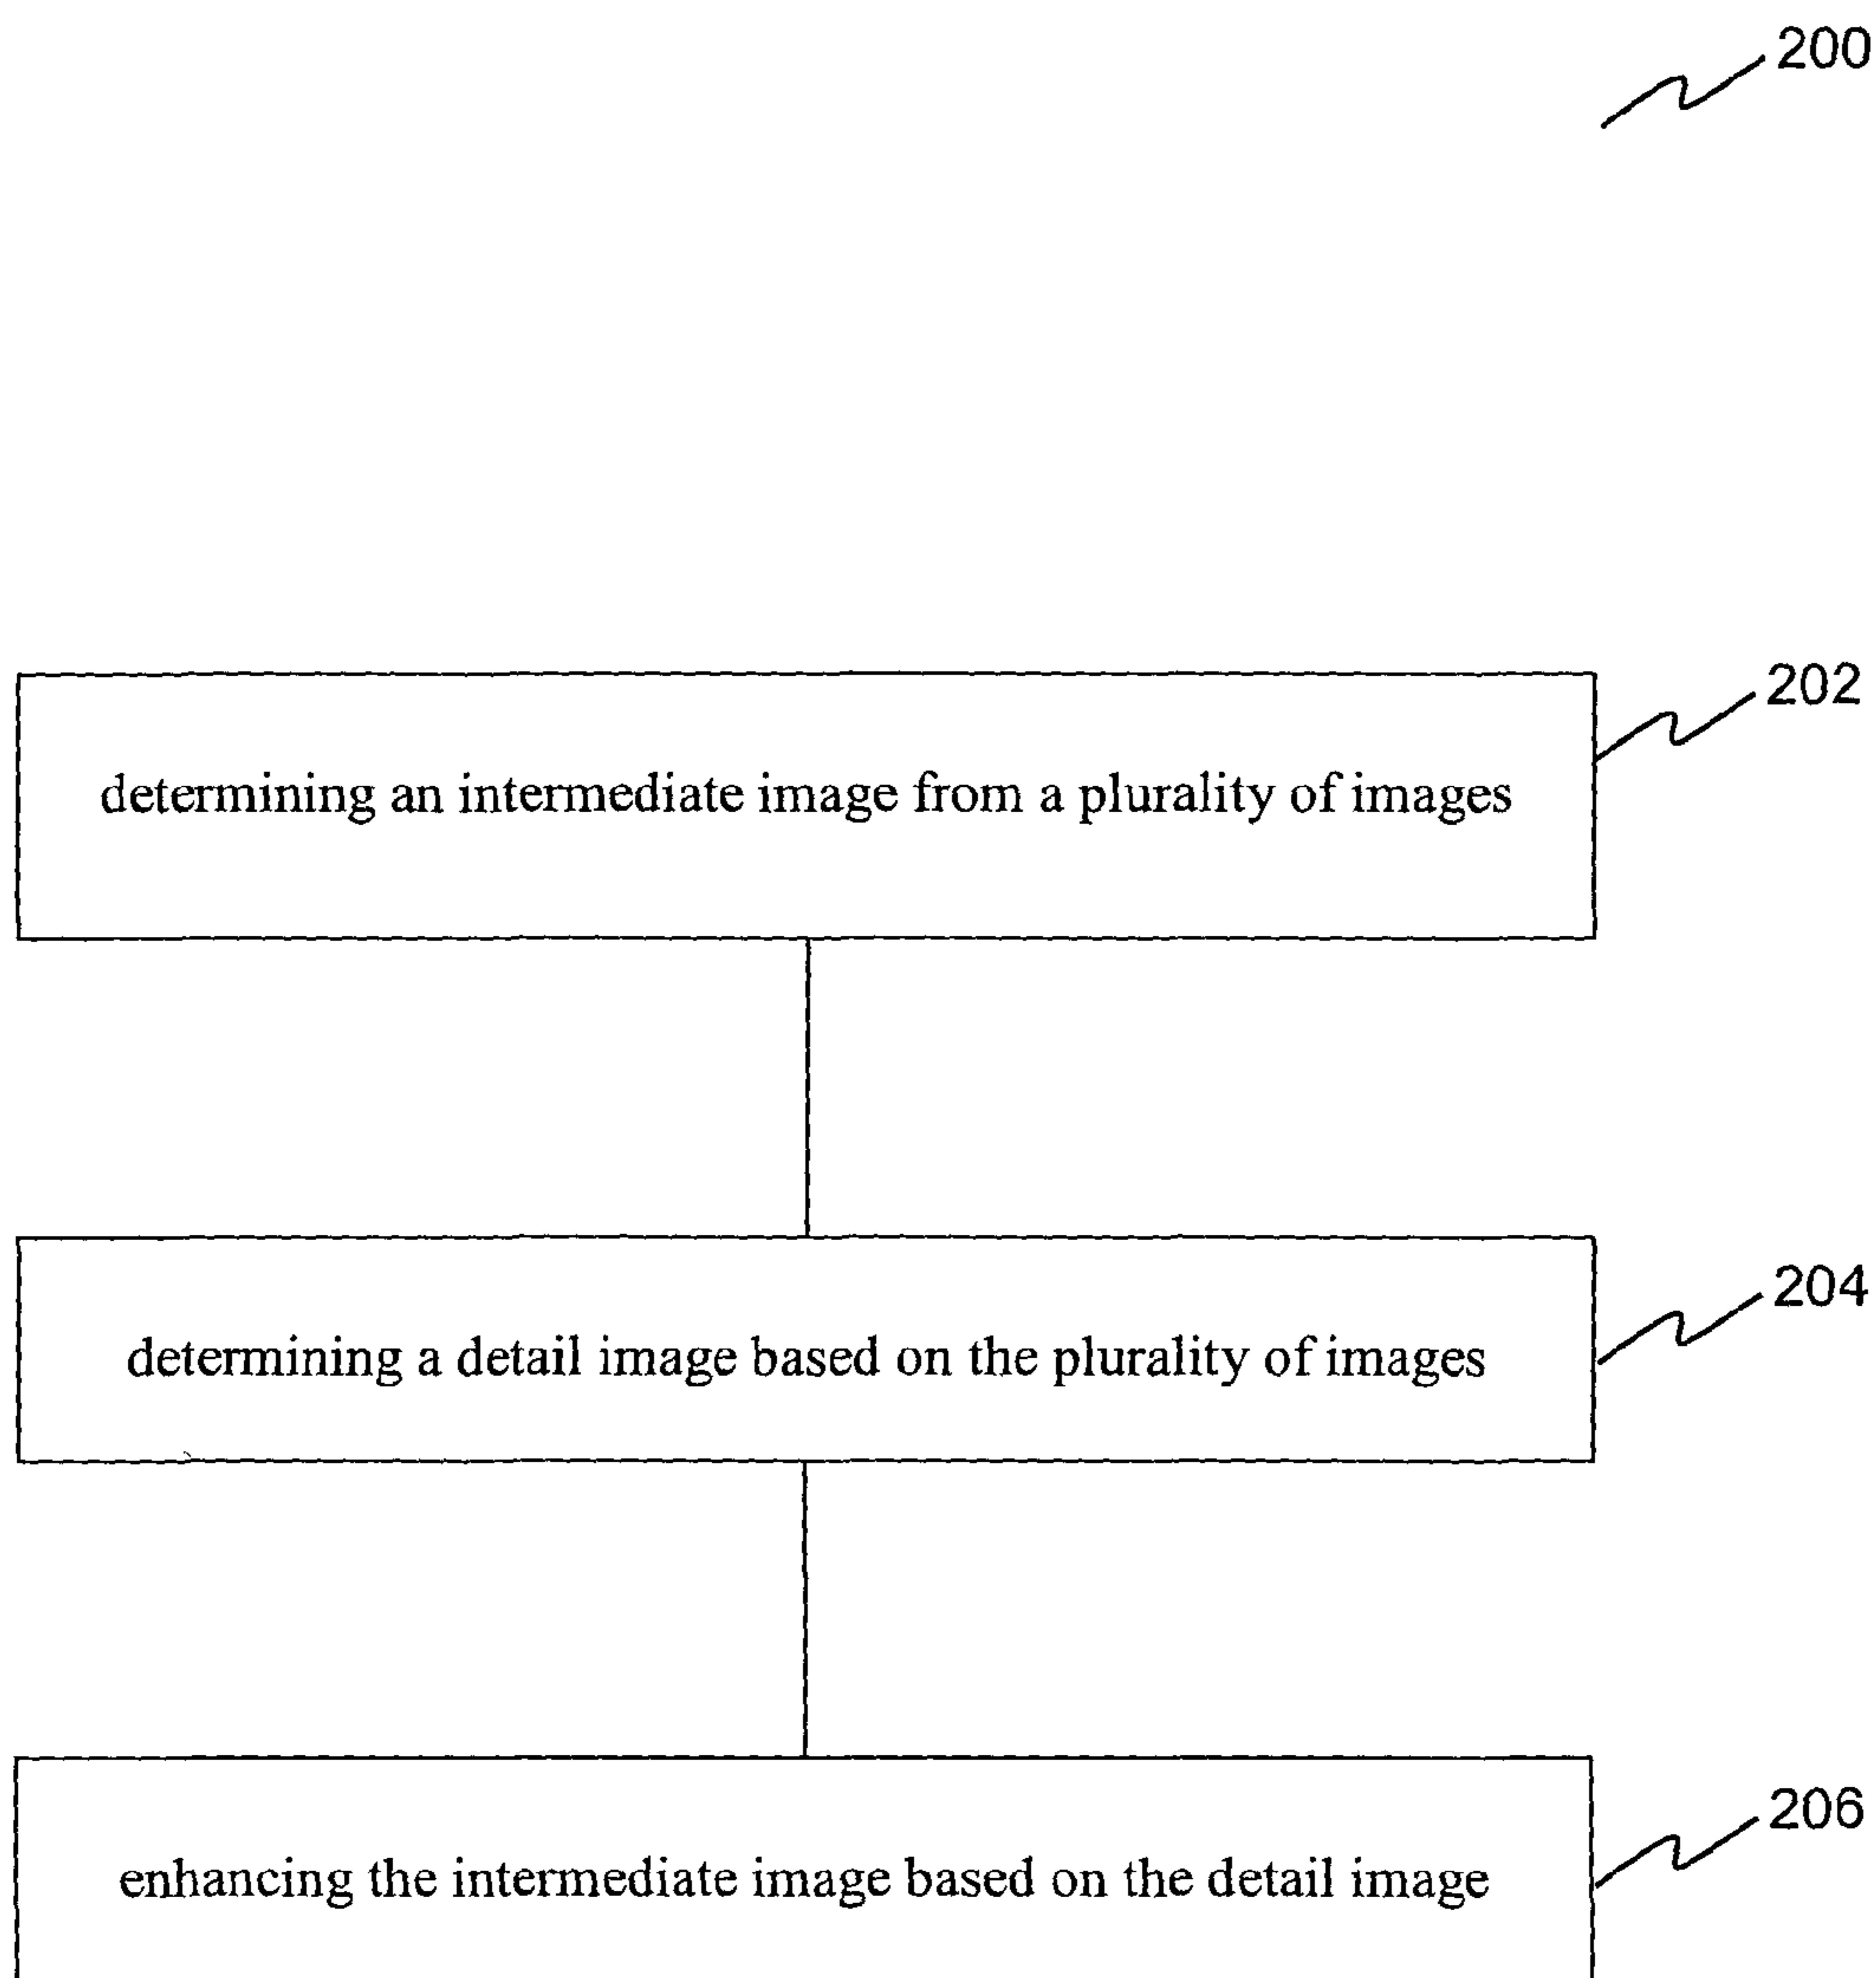 200
202
determining an intermediate image from a plurality of images
204
determining a detail image based on the plurality of images
206
enhancing the intermediate image based on the detail image